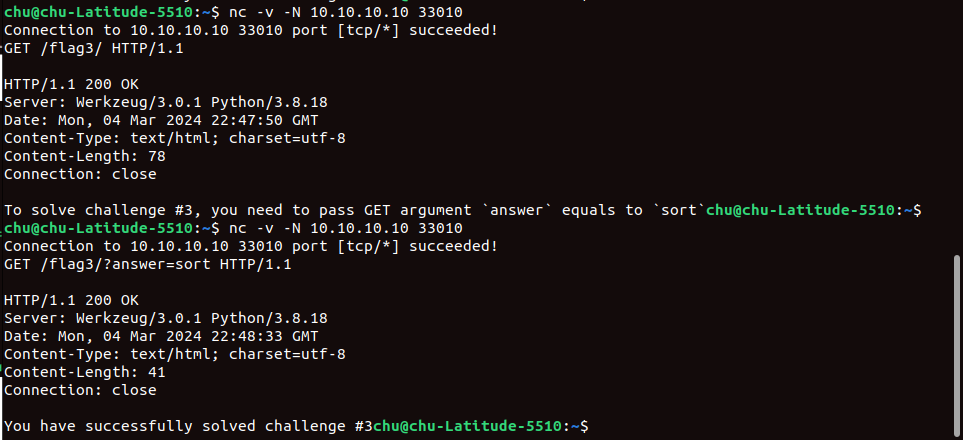 chu@chu-Latitude-5510:~$ nc -v -N 10.10.10.10 33010
Connection to 10.10.10.10 33010 port [tcp/*] succeeded!
GET /flag3/ HTTP/1.1
HTTP/1.1 200 OK
Server: Werkzeug/3.0.1 Python/3.8.18
Date: Mon, 04 Mar 2024 22:47:50 GMT
Content-Type: text/html; charset=utf-8
Content-Length: 78
Connection: close
To solve challenge #3, you need to pass GET argument `answer` equals to `sort`chu@chu-Latitude-5510:~$
chu@chu-Latitude-5510:~$ nc -v -N 10.10.10.10 33010
Connection to 10.10.10.10 33010 port [tcp/*] succeeded!
GET /flag3/?answer=sort HTTP/1.1
HTTP/1.1 200 OK
Server: Werkzeug/3.0.1 Python/3.8.18
Date: Mon, 04 Mar 2024 22:48:33 GMT
Content-Type: text/html; charset=utf-8
Content-Length: 41
Connection: close
You have successfully solved challenge #3chu@chu-Latitude-5510:~$